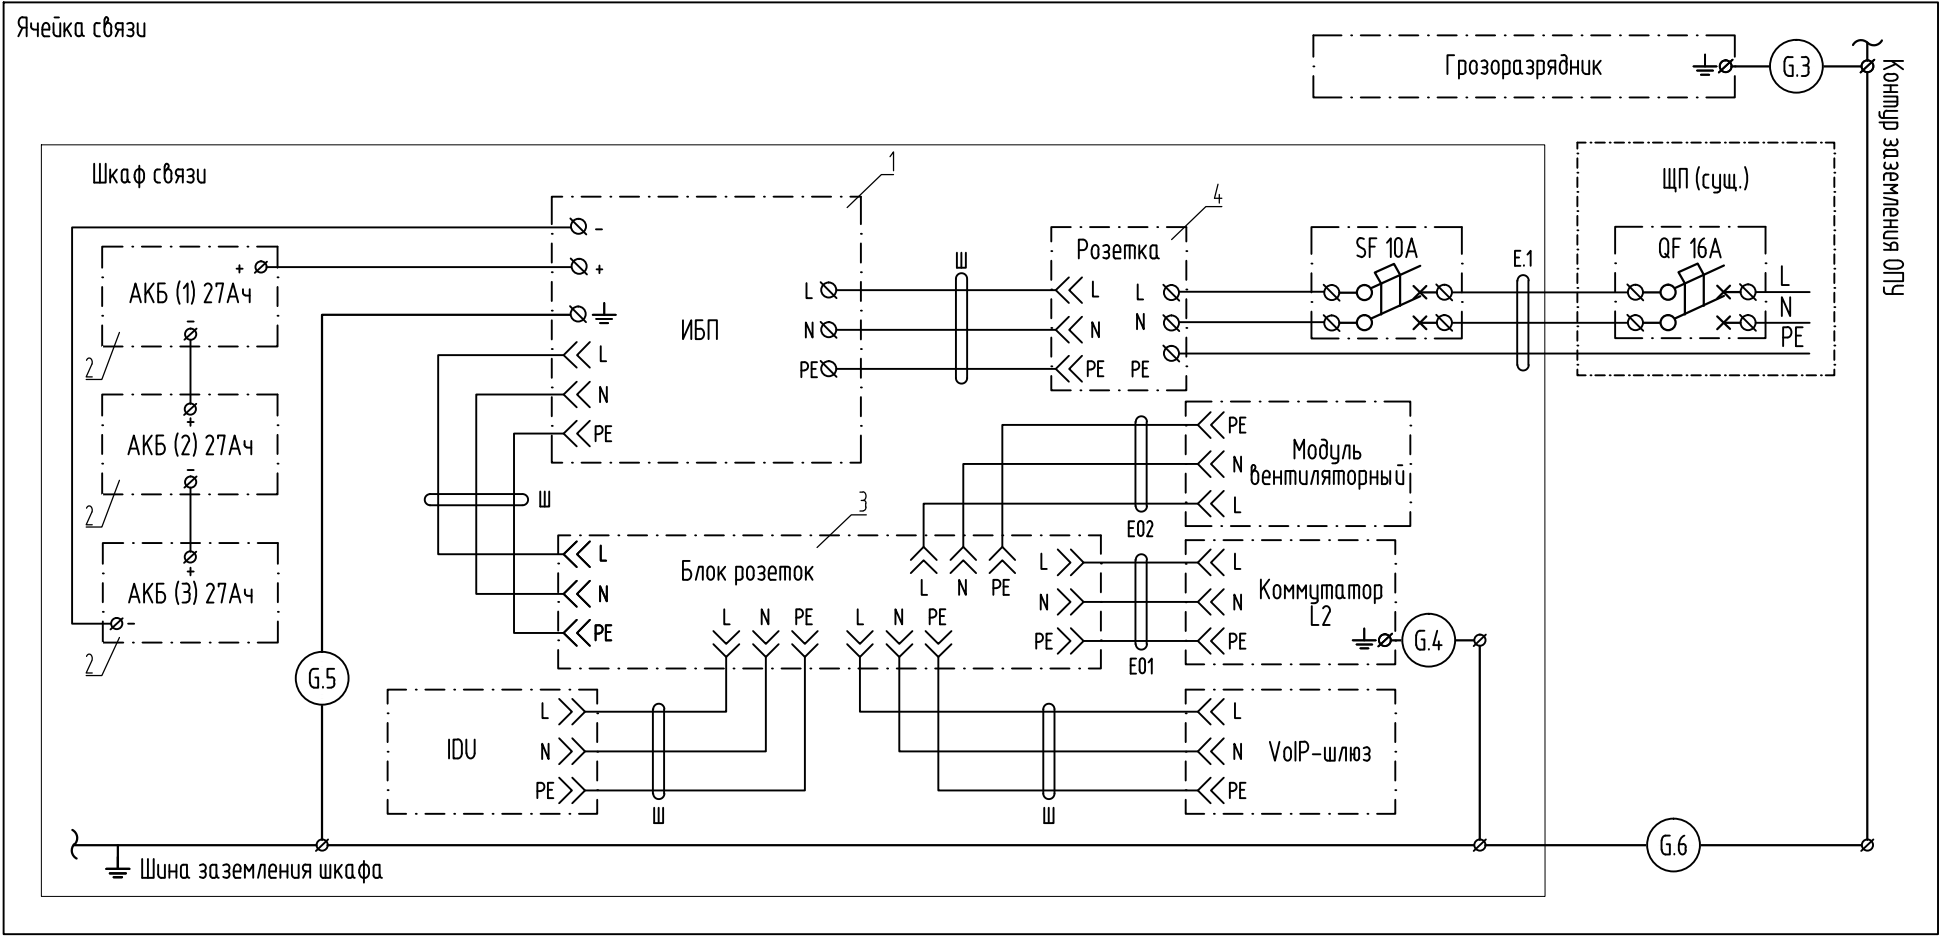 Ячейка связи
Грозоразрядник
G.3
Контур заземления ОПУ
Шкаф связи
1
4
ЩП (сущ.)
-
+
ИБП
L
N
PE
L
N
PE
Ш
Розетка
L
N
PE
L
N
PE
SF 10А
E.1
QF 16А
L
N
PE
+
АКБ (1) 27Ач
-
2
+
АКБ (2) 27Ач
-
2
+
АКБ (3) 27Ач
-
2
Ш
3
PE
N
L
Модуль
вентиляторный
E02
L
N
PE
Блок розеток
L
N
PE
L
N
PE
L
N
PE
L
N
PE
E01
L
N
PE
Коммутатор
L2
G.4
G.5
L
N
PE
IDU
Ш
Ш
L
N
PE
VoIP-шлюз
G.6
Шина заземления шкафа